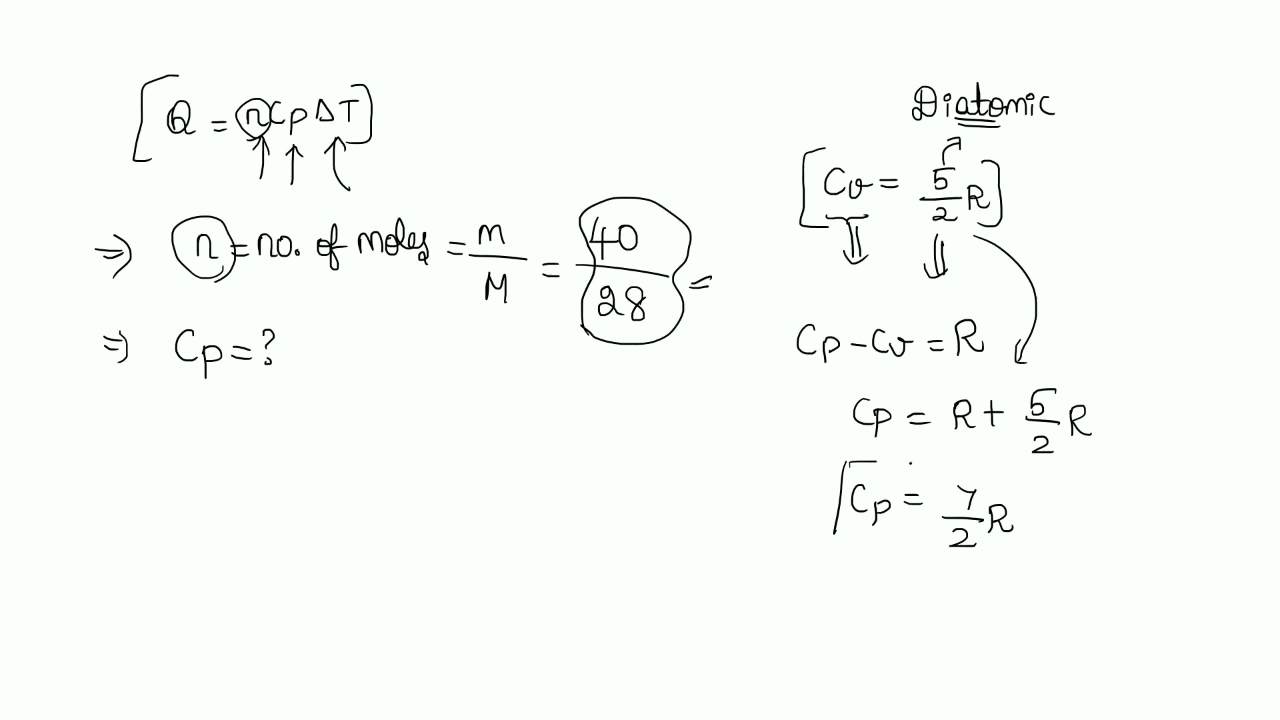 [Q = nCpΔT]
⇒ n = no. of moles = m/M = 40/28 =
⇒ Cp = ?
Diatomic
[Cv = 5/2 R]
Cp - Cv = R
Cp = R + 5/2 R
Cp = 7/2 R